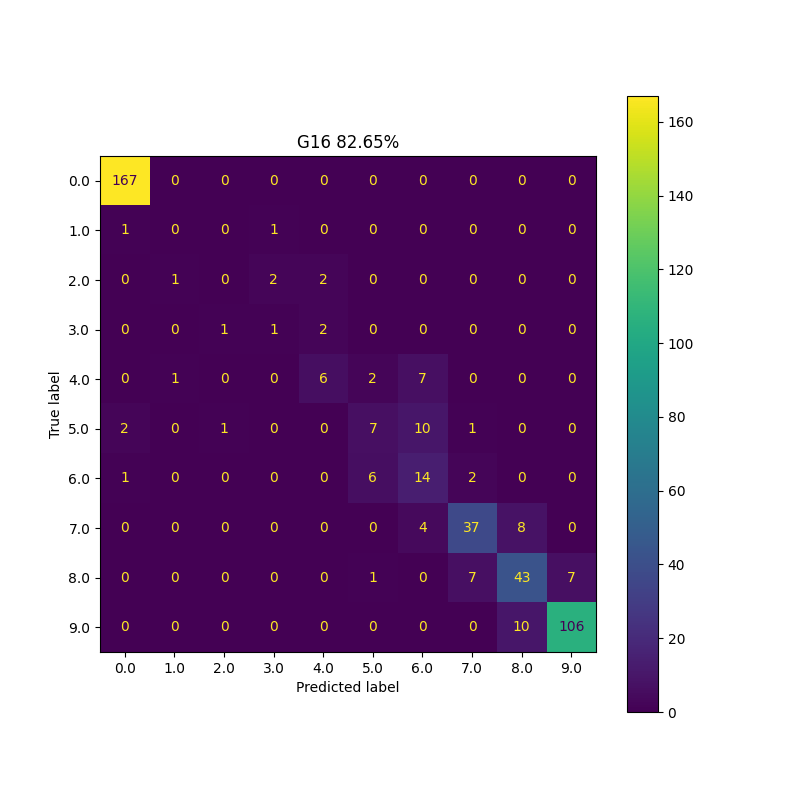 G16 82.65%
160
140
120
100
80
60
40
20
0
True label
0.0 167 0 0 0 0 0 0 0 0 0
1.0 1 0 0 1 0 0 0 0 0 0
2.0 0 1 0 2 2 0 0 0 0 0
3.0 0 0 1 1 2 0 0 0 0 0
4.0 0 1 0 0 6 2 7 0 0 0
5.0 2 0 1 0 0 7 10 1 0 0
6.0 1 0 0 0 0 6 14 2 0 0
7.0 0 0 0 0 0 0 4 37 8 0
8.0 0 0 0 0 0 1 0 7 43 7
9.0 0 0 0 0 0 0 0 0 10 106
0.0 1.0 2.0 3.0 4.0 5.0 6.0 7.0 8.0 9.0
Predicted label